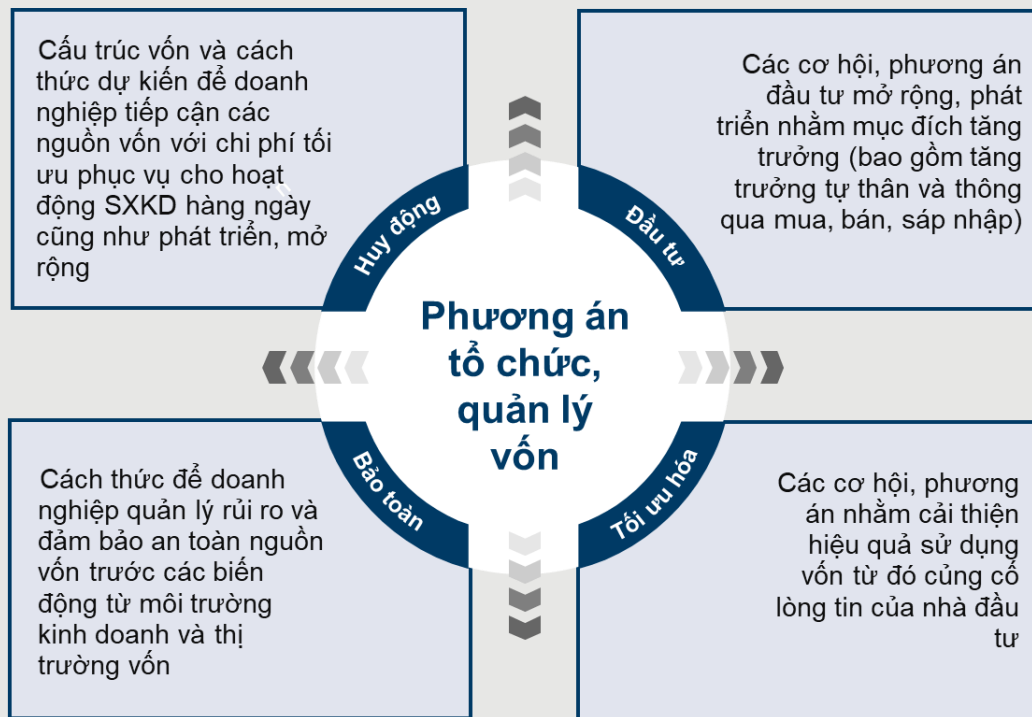 Cấu trúc vốn và cách
thức dự kiến để doanh
nghiệp tiếp cận các
nguồn vốn với chi phí tối
ưu phục vụ cho hoạt
động SXKD hàng ngày
cũng như phát triển, mở
rộng
Huy động
Các cơ hội, phương án
đầu tư mở rộng, phát
triển nhằm mục đích tăng
trưởng (bao gồm tăng
trưởng tự thân và thông
qua mua, bán, sáp nhập)
Đầu tư
Phương án
tổ chức,
quản lý
vốn
Cách thức để doanh
nghiệp quản lý rủi ro và
đảm bảo an toàn nguồn
vốn trước các biến
động từ môi trường
kinh doanh và thị
trường vốn
Bảo toàn
Các cơ hội, phương
án nhằm cải thiện
hiệu quả sử dụng
vốn từ đó củng cố
lòng tin của nhà đầu
tư
Tối ưu hóa